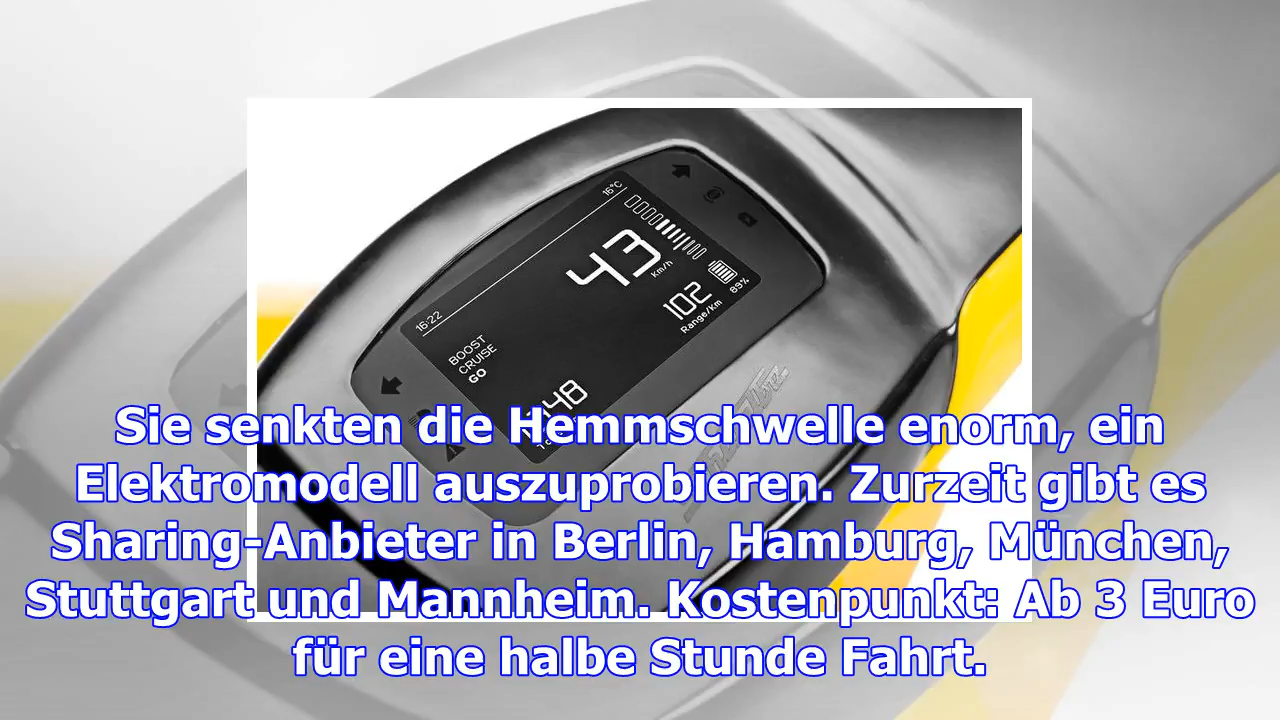 16°C
43
Km/h
89%
102
Range/Km
16:22
BOOST
CRUISE
GO
Sie senkten die Hemmschwelle enorm, ein
Elektromodell auszuprobieren. Zurzeit gibt es
Sharing-Anbieter in Berlin, Hamburg, München,
Stuttgart und Mannheim. Kostenpunkt: Ab 3 Euro
für eine halbe Stunde Fahrt.